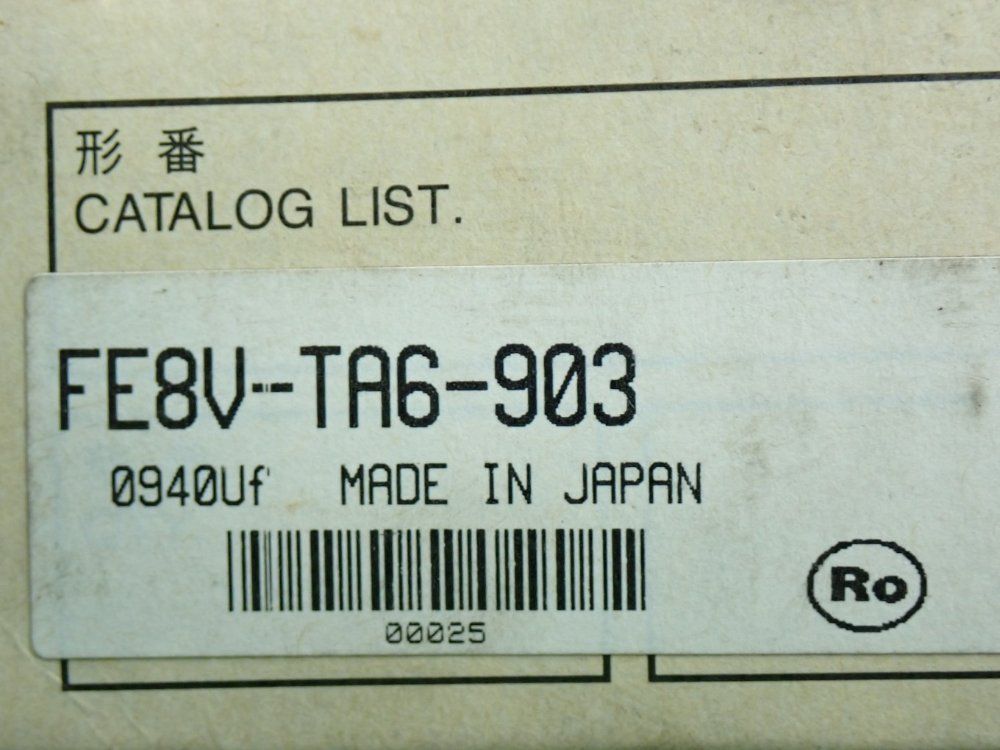 形番
CATALOG LIST.
FE8V-TA6-903
0940Uf MADE IN JAPAN
00025
Ro